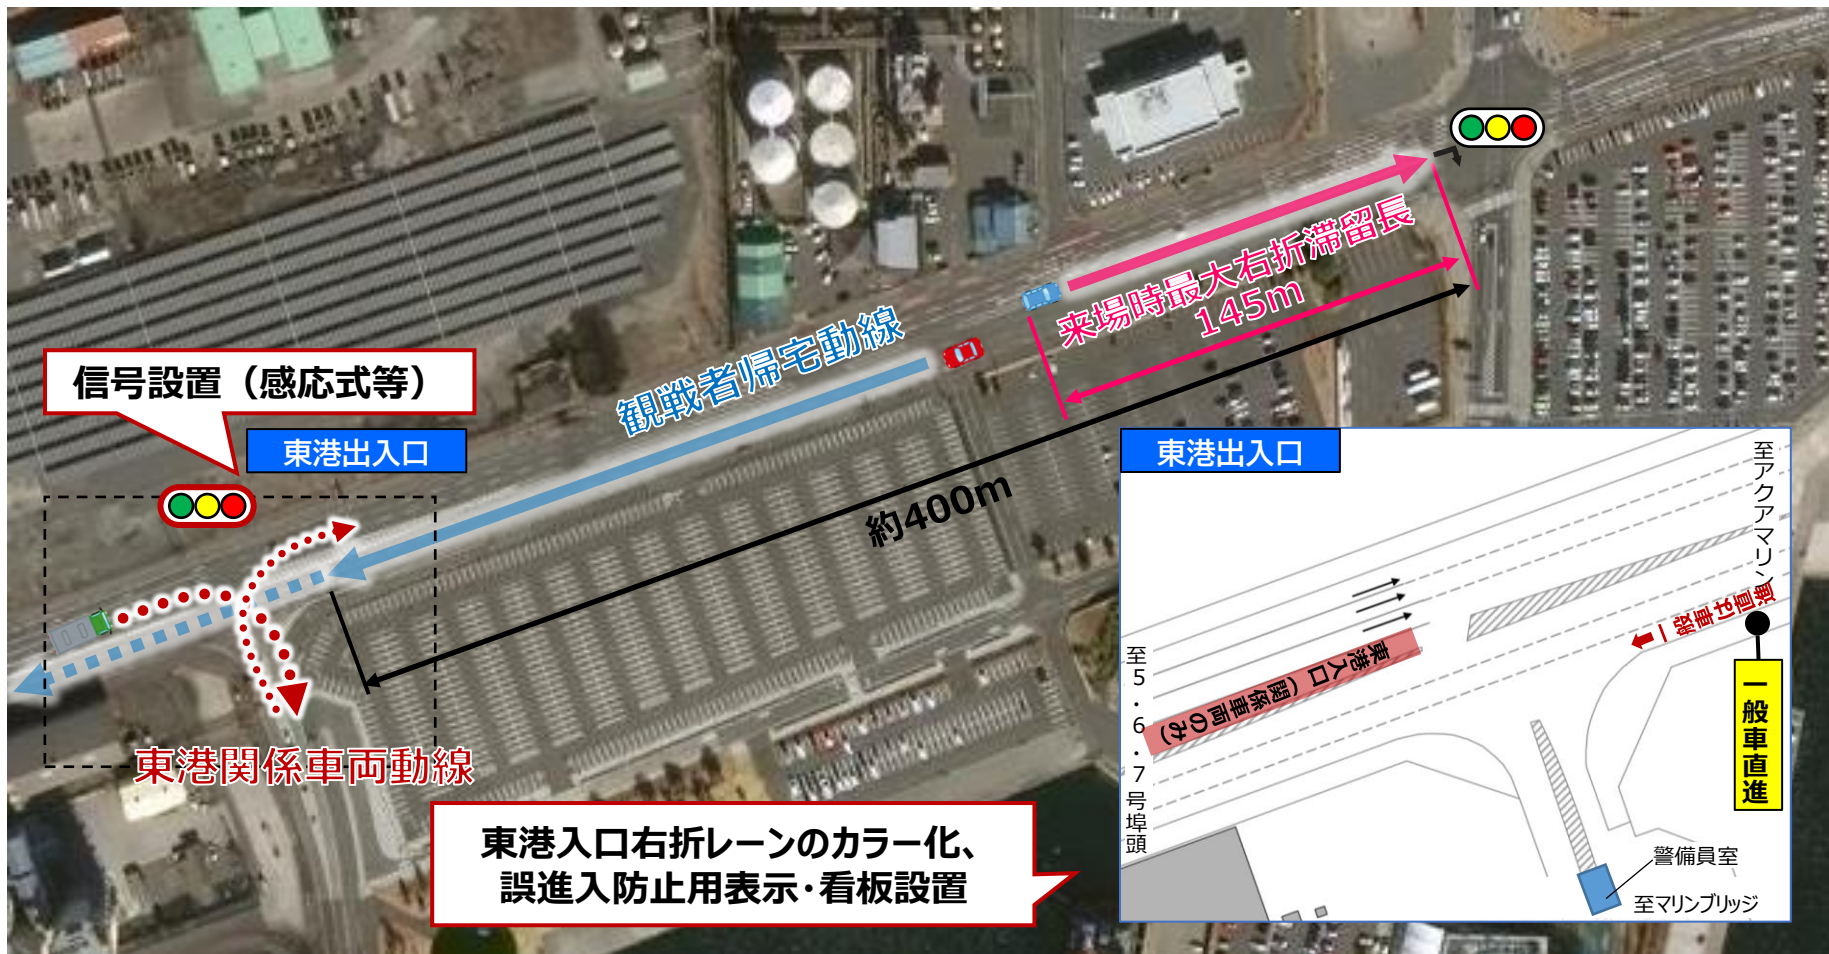 信号設置（感応式等）
東港出入口
観戦者帰宅動線
来場時最大右折滞留長
145m
約400m
東港関係車両動線
東港入口右折レーンのカラー化、
誤進入防止用表示・看板設置
東港出入口
至アクアマリン
一般車は直進
一般車直進
東港入口（関係車両のみ）
至5・6・7号埠頭
警備員室
至マリンブリッジ